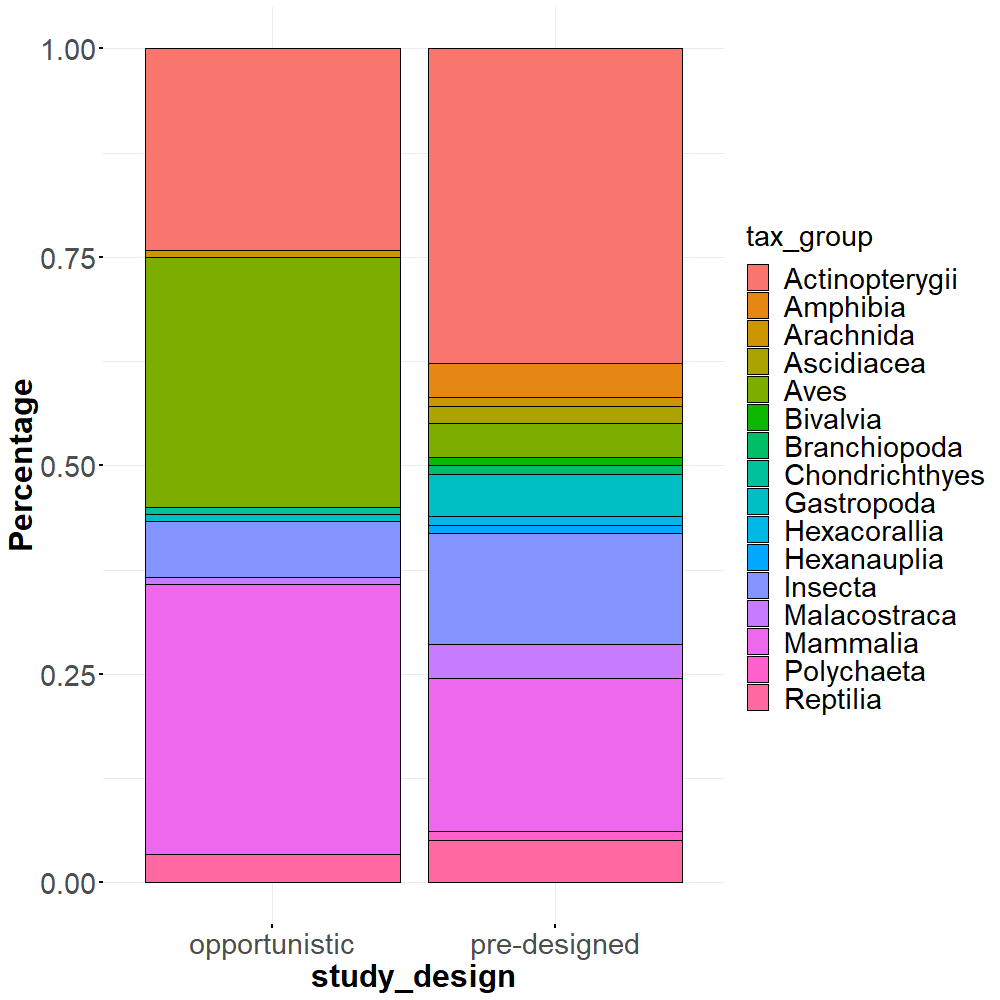 1.00
0.75
0.50
0.25
0.00
Percentage
opportunistic
pre-designed
study_design
tax_group
Actinopterygii
Amphibia
Arachnida
Ascidiacea
Aves
Bivalvia
Branchiopoda
Chondrichthyes
Gastropoda
Hexacorallia
Hexanauplia
Insecta
Malacostraca
Mammalia
Polychaeta
Reptilia